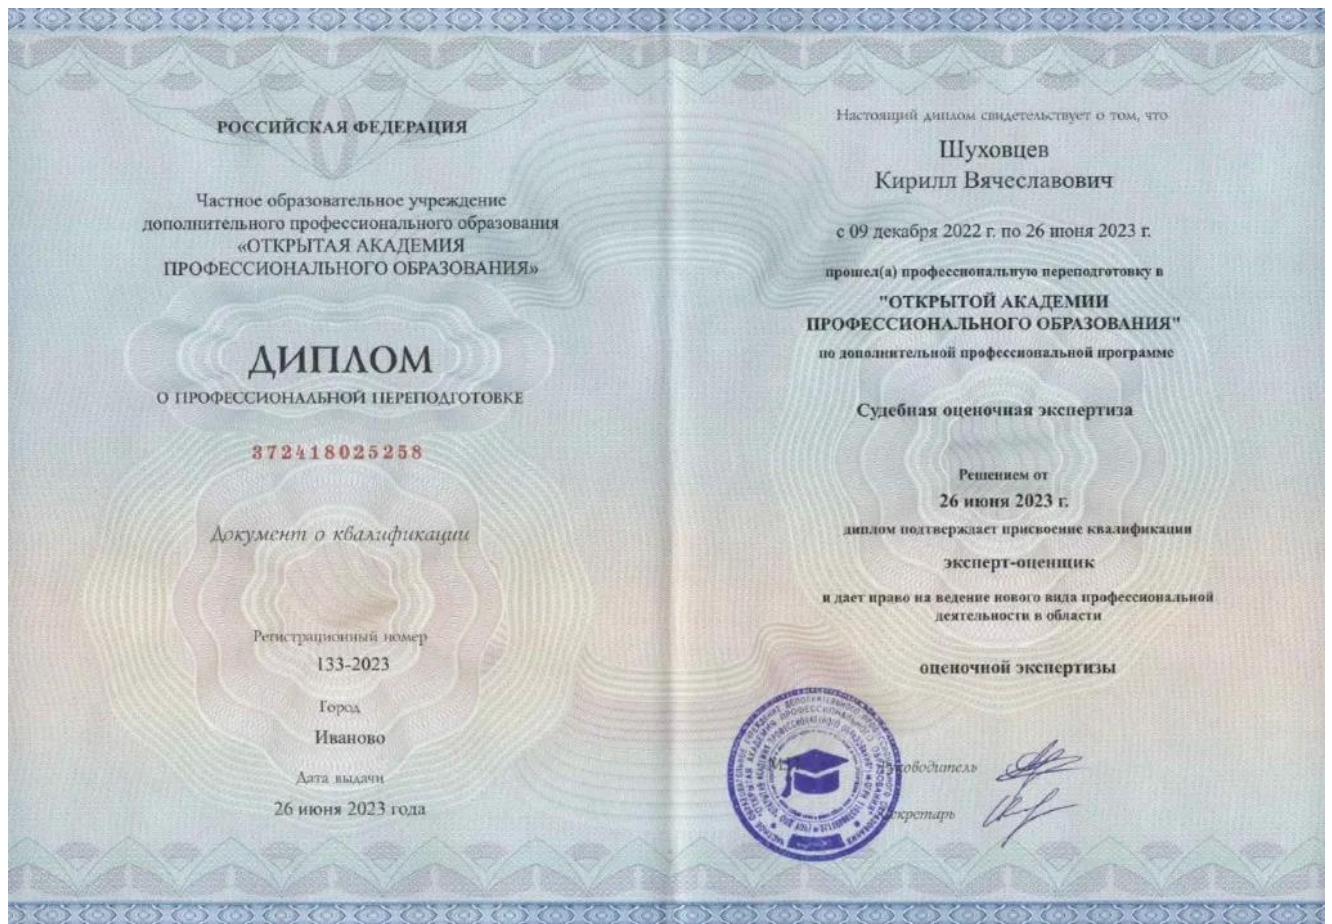 РОССИЙСКАЯ ФЕДЕРАЦИЯ
Частное образовательное учреждение
дополнительного профессионального образования
«ОТКРЫТАЯ АКАДЕМИЯ
ПРОФЕССИОНАЛЬНОГО ОБРАЗОВАНИЯ»
ДИПЛОМ
О ПРОФЕССИОНАЛЬНОЙ ПЕРЕПОДГОТОВКЕ
372418025258
Документ о квалификации
Регистрационный номер
133-2023
Город
Иваново
Дата выдачи
26 июня 2023 года
Настоящий диплом свидетельствует о том, что
Шуховцев
Кирилл Вячеславович
с 09 декабря 2022 г. по 26 июня 2023 г.
прошел(а) профессиональную переподготовку в
"ОТКРЫТОЙ АКАДЕМИИ
ПРОФЕССИОНАЛЬНОГО ОБРАЗОВАНИЯ"
по дополнительной профессиональной программе
Судебная оценочная экспертиза
Решением от
26 июня 2023 г.
диплом подтверждает присвоение квалификации
эксперт-оценщик
и дает право на ведение нового вида профессиональной
деятельности в области
оценочной экспертизы
Руководитель
Секретарь